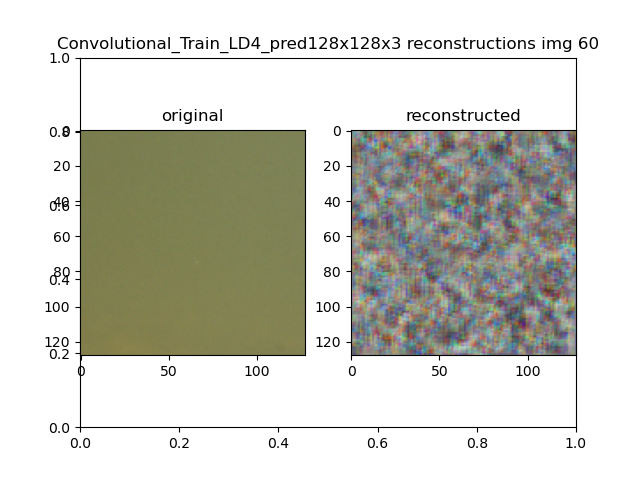 Convolutional_Train_LD4_pred128x128x3 reconstructions img 60
1.0
original reconstructed
0 0.8 0
20 20
40 0.6 40
60 60
80 0.4 80
100 100
120 0.2 120
0 50 100 0 50 100
0.0
0.0 0.2 0.4 0.6 0.8 1.0